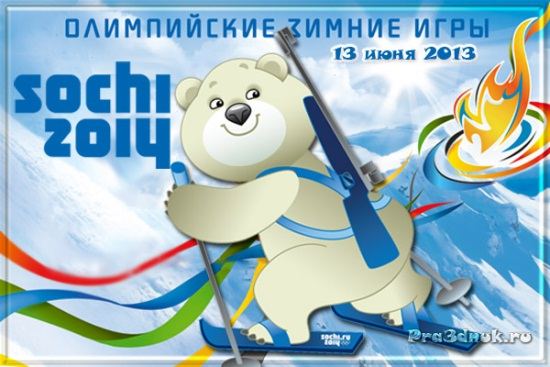 ОЛИМПИЙСКИЕ ЗИМНИЕ ИГРЫ
13 июня 2013
sochi
2014
sochi.ru
2014
Pra3dnuk.ru